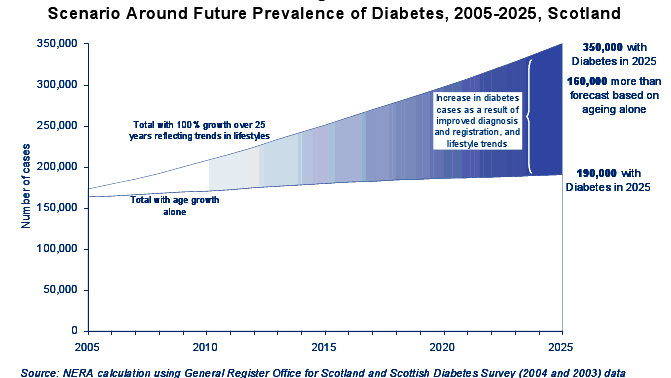 Scenario Around Future Prevalence of Diabetes, 2005-2025, Scotland
350,000
300,000
250,000
200,000
150,000
100,000
50,000
0
Number of cases
2005
2010
2015
2020
2025
Total with 100% growth over 25
years reflecting trends in lifestyles
Total with age growth
alone
Increase in diabetes
cases as a result of
improved diagnosis
and registration, and
lifestyle trends
350,000 with
Diabetes in 2025
160,000 more than
forecast based on
ageing alone
190,000 with
Diabetes in 2025
Source: NERA calculation using General Register Office for Scotland and Scottish Diabetes Survey (2004 and 2003) data